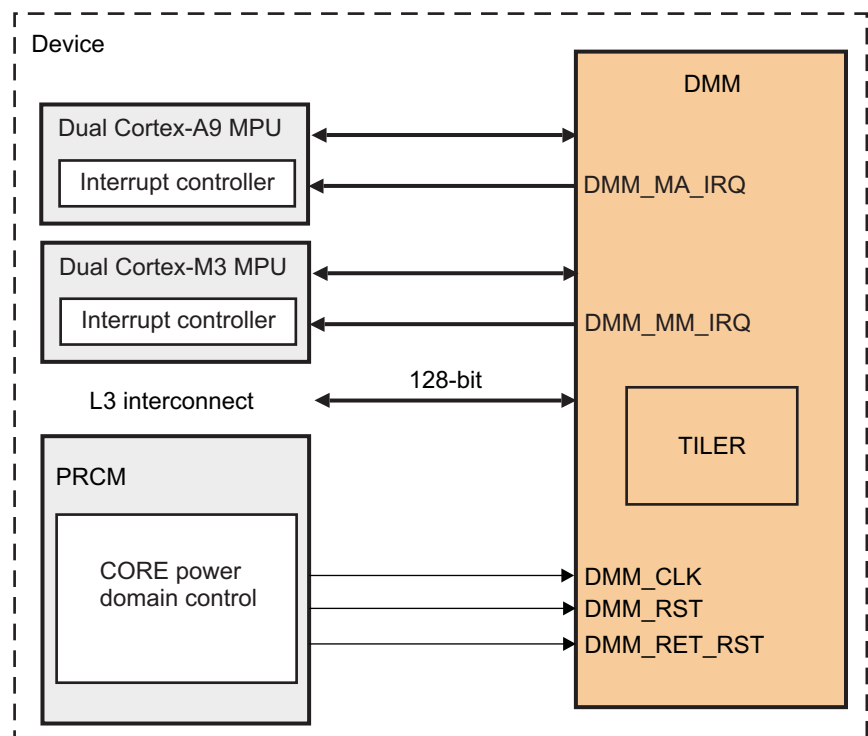 Device
DMM
Dual Cortex-A9 MPU
Interrupt controller
DMM_MA_IRQ
Dual Cortex-M3 MPU
Interrupt controller
DMM_MM_IRQ
128-bit
L3 interconnect
TILER
PRCM
CORE power
domain control
DMM_CLK
DMM_RST
DMM_RET_RST